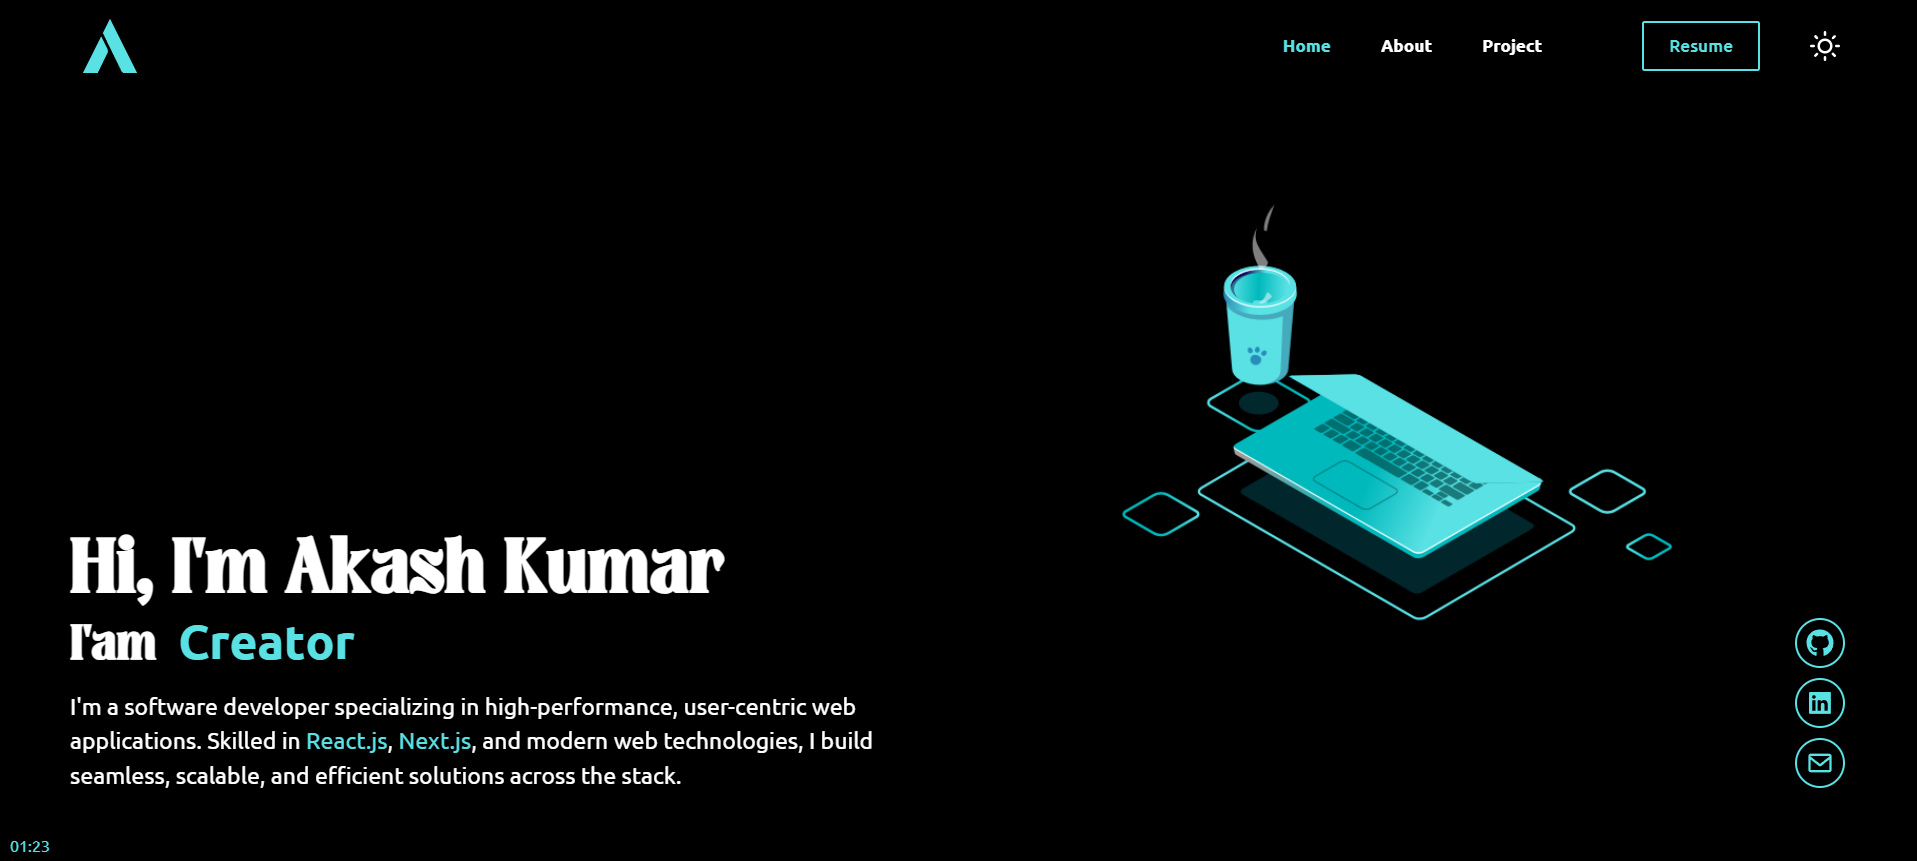 Home
About
Project
Resume
Hi, I'm Akash Kumar
I'am Creator
I'm a software developer specializing in high-performance, user-centric web
applications. Skilled in React.js, Next.js, and modern web technologies, I build
seamless, scalable, and efficient solutions across the stack.
in
01:23